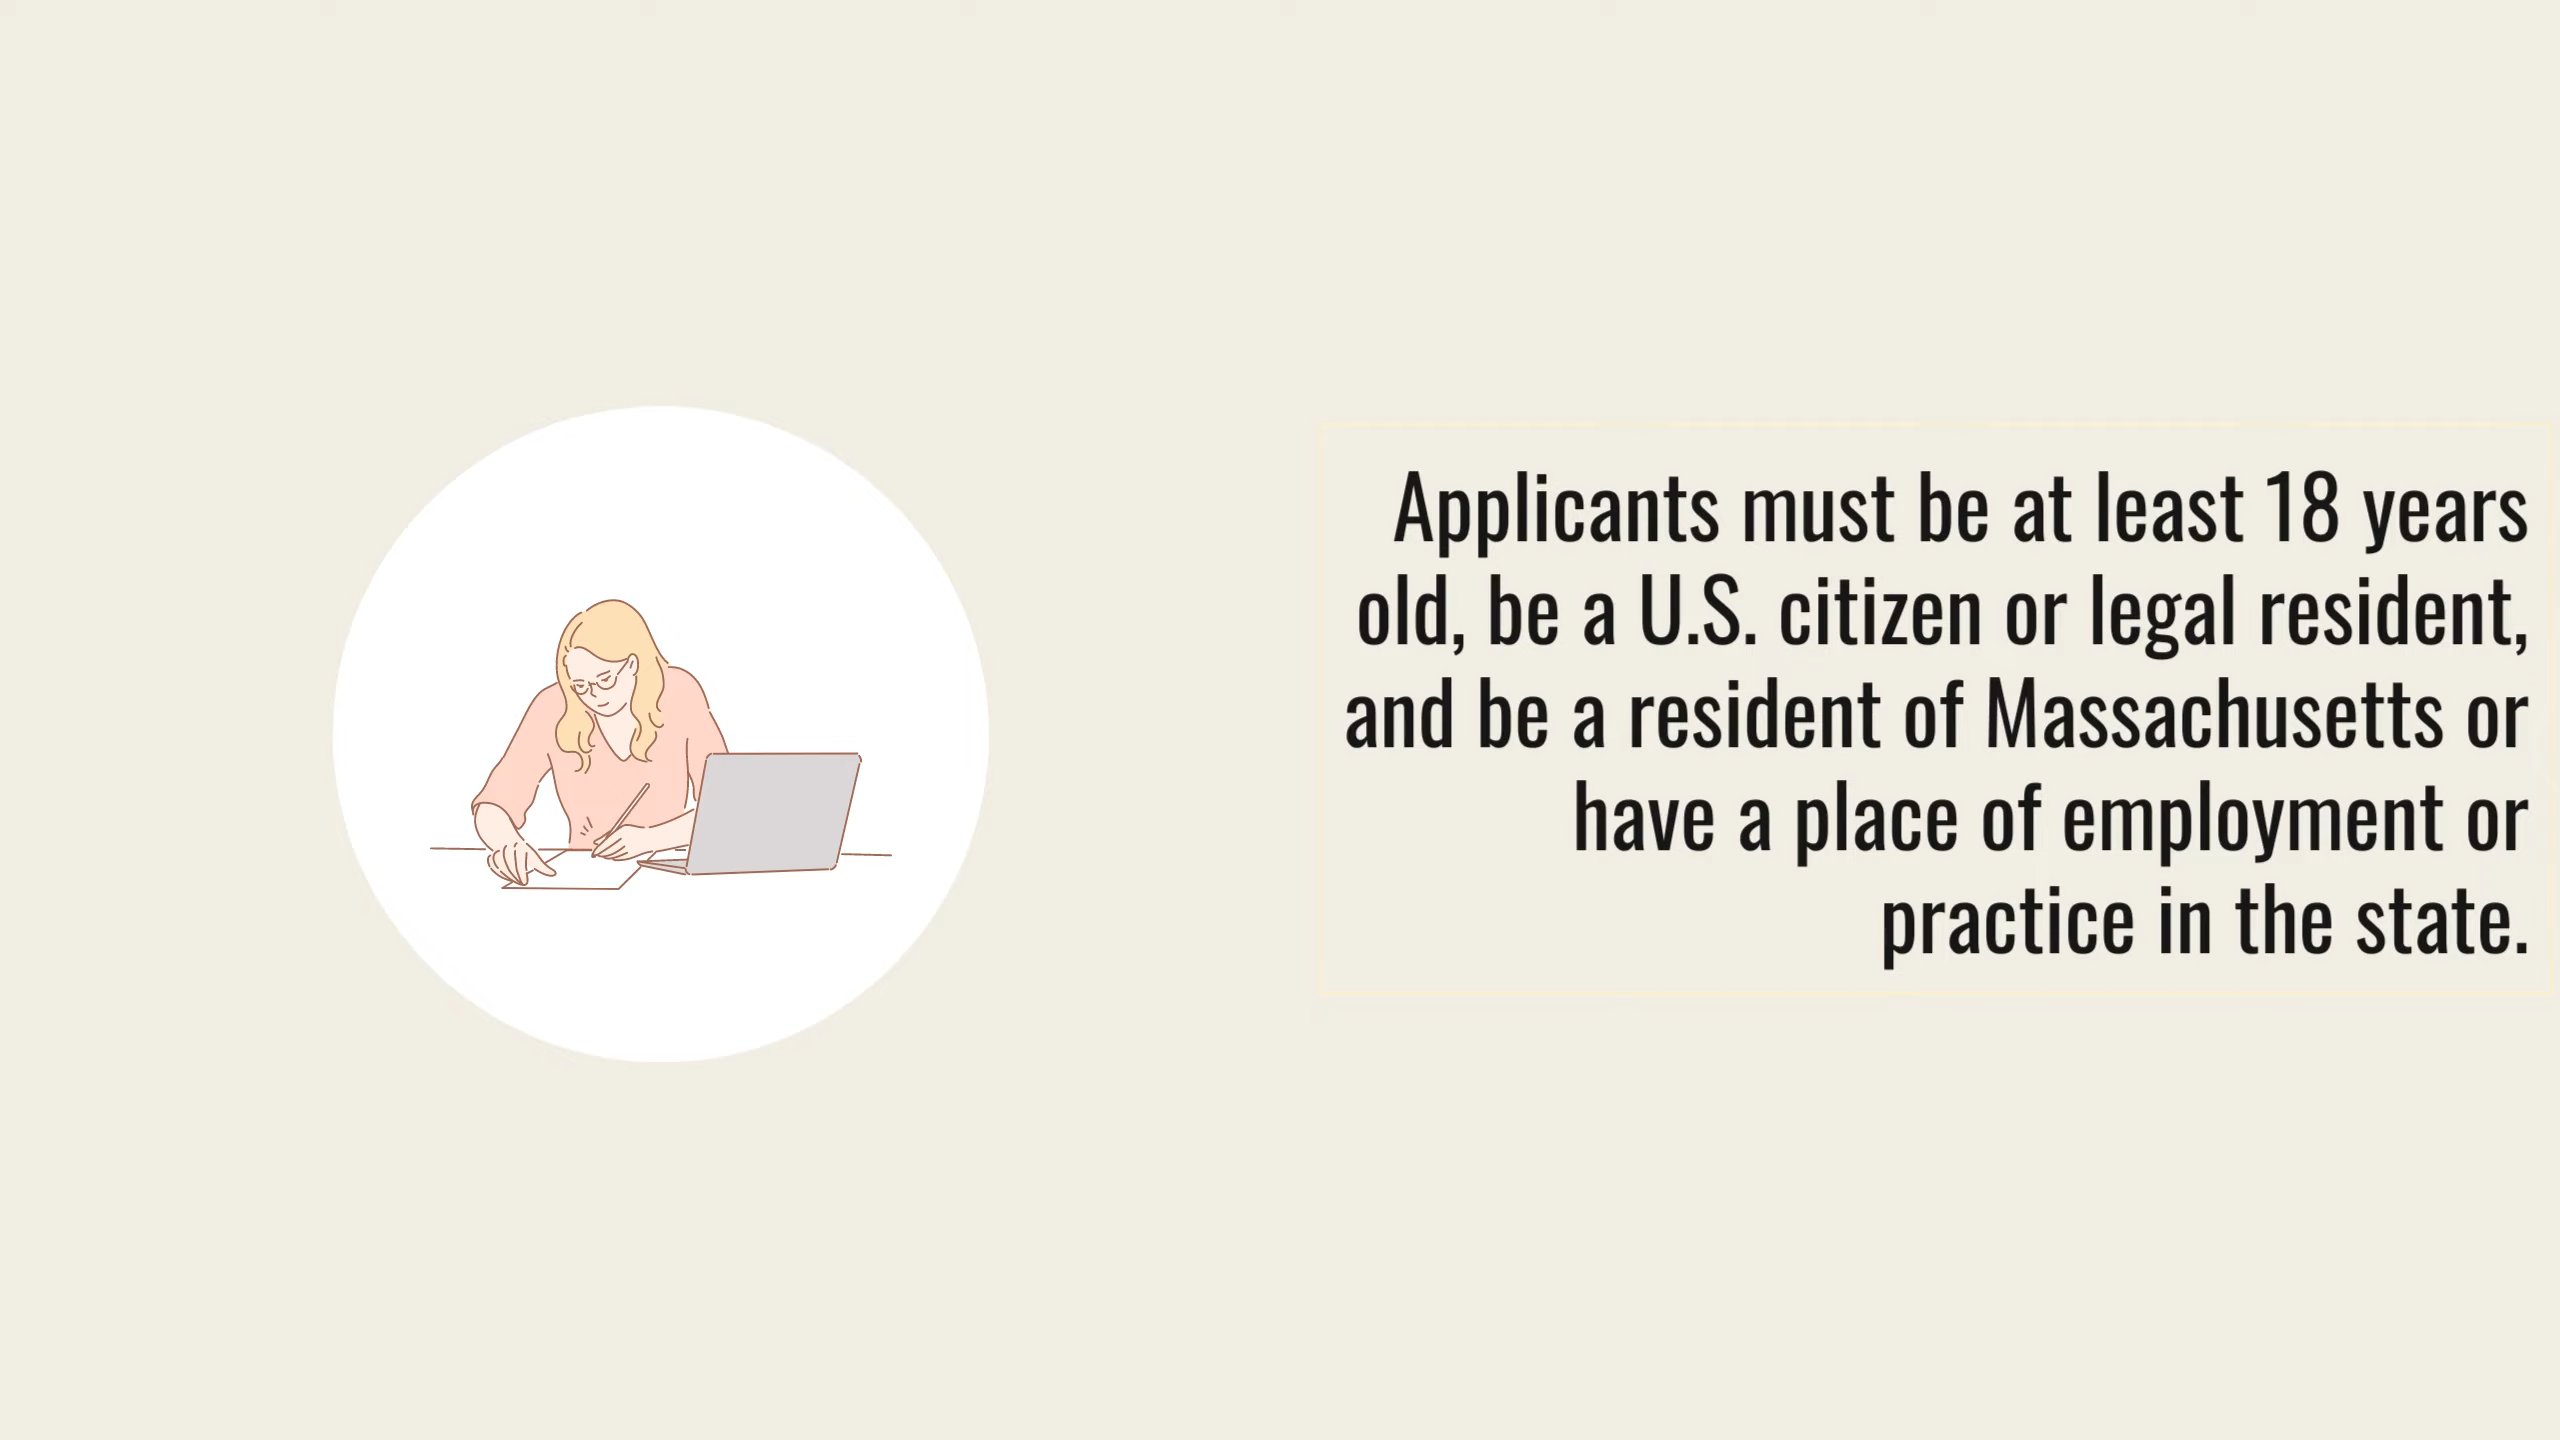 Applicants must be at least 18 years
old, be a U.S. citizen or legal resident,
and be a resident of Massachusetts or
have a place of employment or
practice in the state.